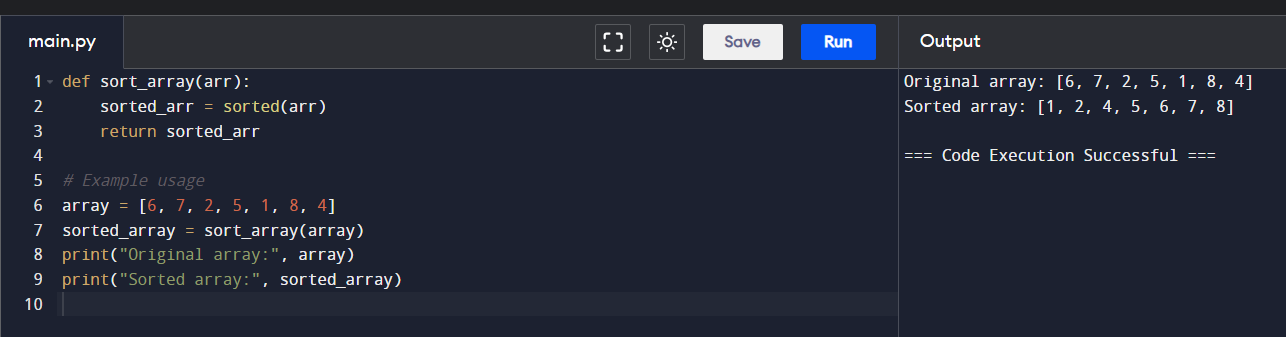 main.py
Save
Run
Output
1 def sort_array(arr):
2     sorted_arr = sorted(arr)
3     return sorted_arr
4
5 # Example usage
6 array = [6, 7, 2, 5, 1, 8, 4]
7 sorted_array = sort_array(array)
8 print("Original array:", array)
9 print("Sorted array:", sorted_array)
10
Original array: [6, 7, 2, 5, 1, 8, 4]
Sorted array: [1, 2, 4, 5, 6, 7, 8]
=== Code Execution Successful ===